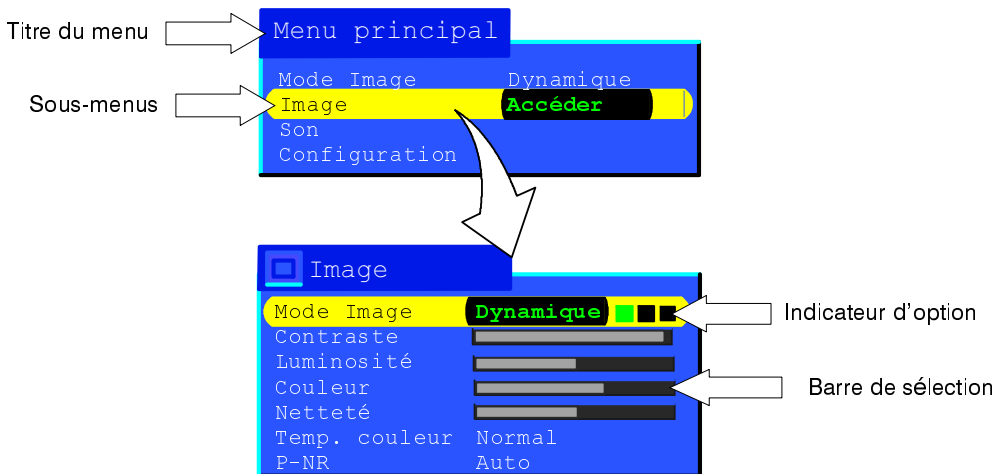 Titre du menu
Menu principal
Mode Image Dynamique
Sous-menus
Image Accéder
Son
Configuration
Image
Mode Image Dynamique
Indicateur d'option
Contraste
Luminosité
Couleur
Barre de sélection
Netteté
Temp. couleur Normal
P-NR Auto